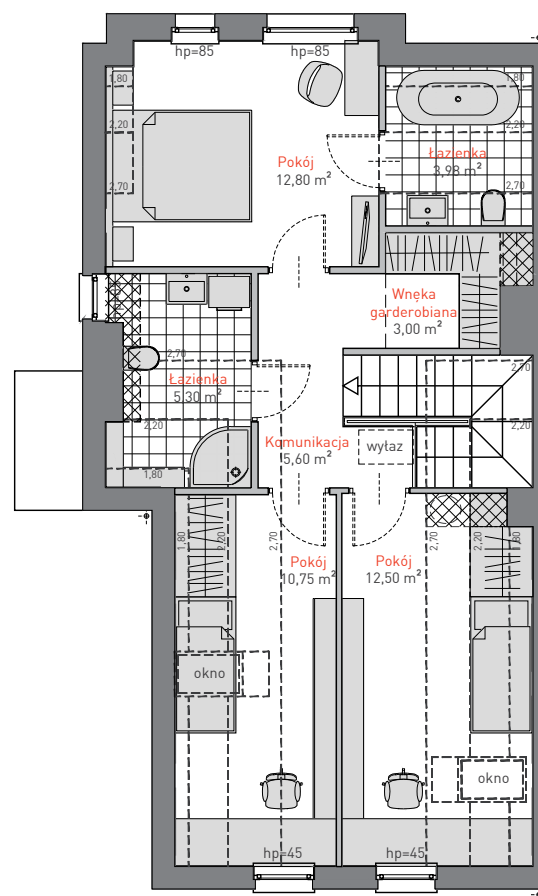 hp=85
hp=85
1,80
1,80
2,20
2,20
Pokój
12,80 m²
Łazienka
3,98 m²
2,70
2,70
Wnęka
garderobiana
3,00 m²
2,70
2,70
Łazienka
5,30 m²
2,20
2,20
Komunikacja
5,60 m²
wyłaz
1,80
1,80
2,20
2,70
2,70
2,20
1,80
Pokój
10,75 m²
Pokój
12,50 m²
okno
okno
hp=45
hp=45